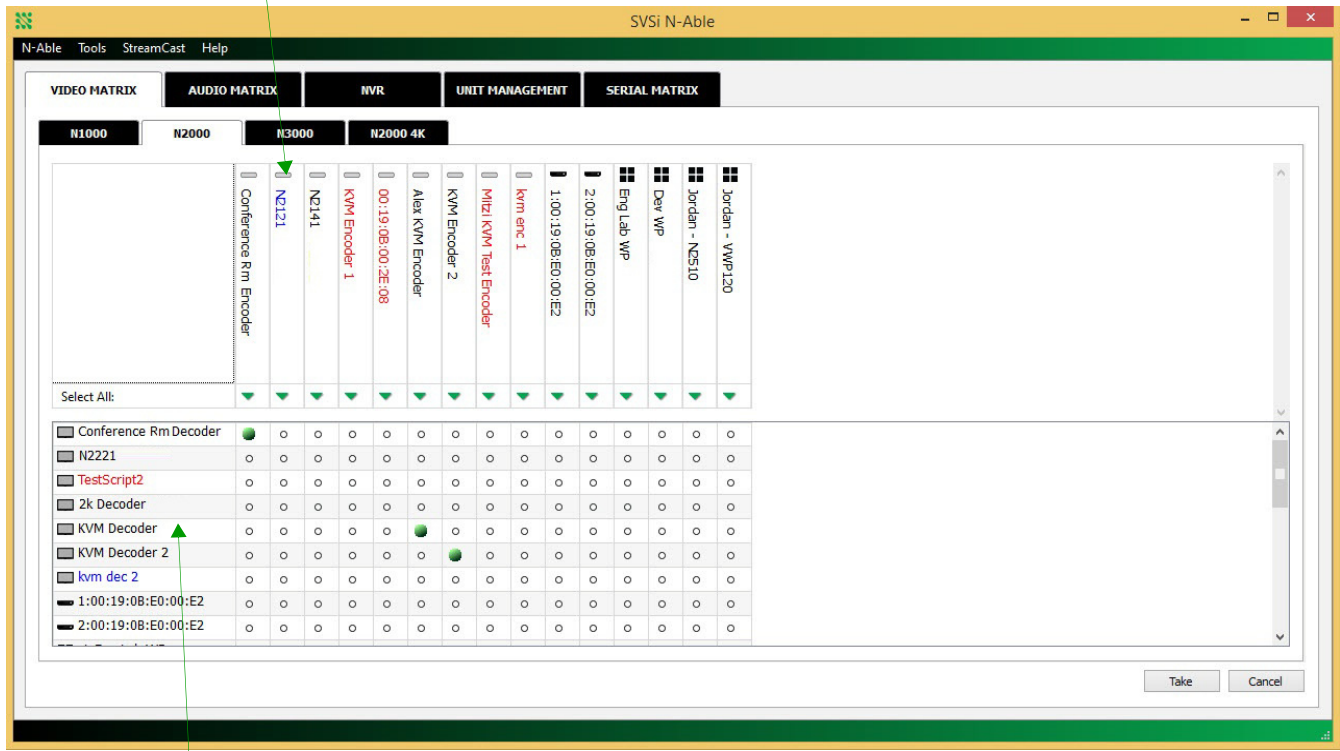 SVSi N-Able
N-Able Tools StreamCast Help
VIDEO MATRIX AUDIO MATRIX NVR UNIT MANAGEMENT SERIAL MATRIX
N1000 N2000 N3000 N2000 4K
Conference Rm Encoder
N2121
N2141
KVM Encoder 1
00:19:0B:00:2E:08
Alex KVM Encoder
KVM Encoder 2
Mitzi KVM Test Encoder
kvm enc 1
1:00:19:0B:E0:00:E2
2:00:19:0B:E0:00:E2
Eng Lab WP
Dev WP
Jordan - N2510
Jordan - VWP120
Select All:
Conference Rm Decoder
N2221
TestScript2
2k Decoder
KVM Decoder
KVM Decoder 2
kvm dec 2
1:00:19:0B:E0:00:E2
2:00:19:0B:E0:00:E2
Take Cancel